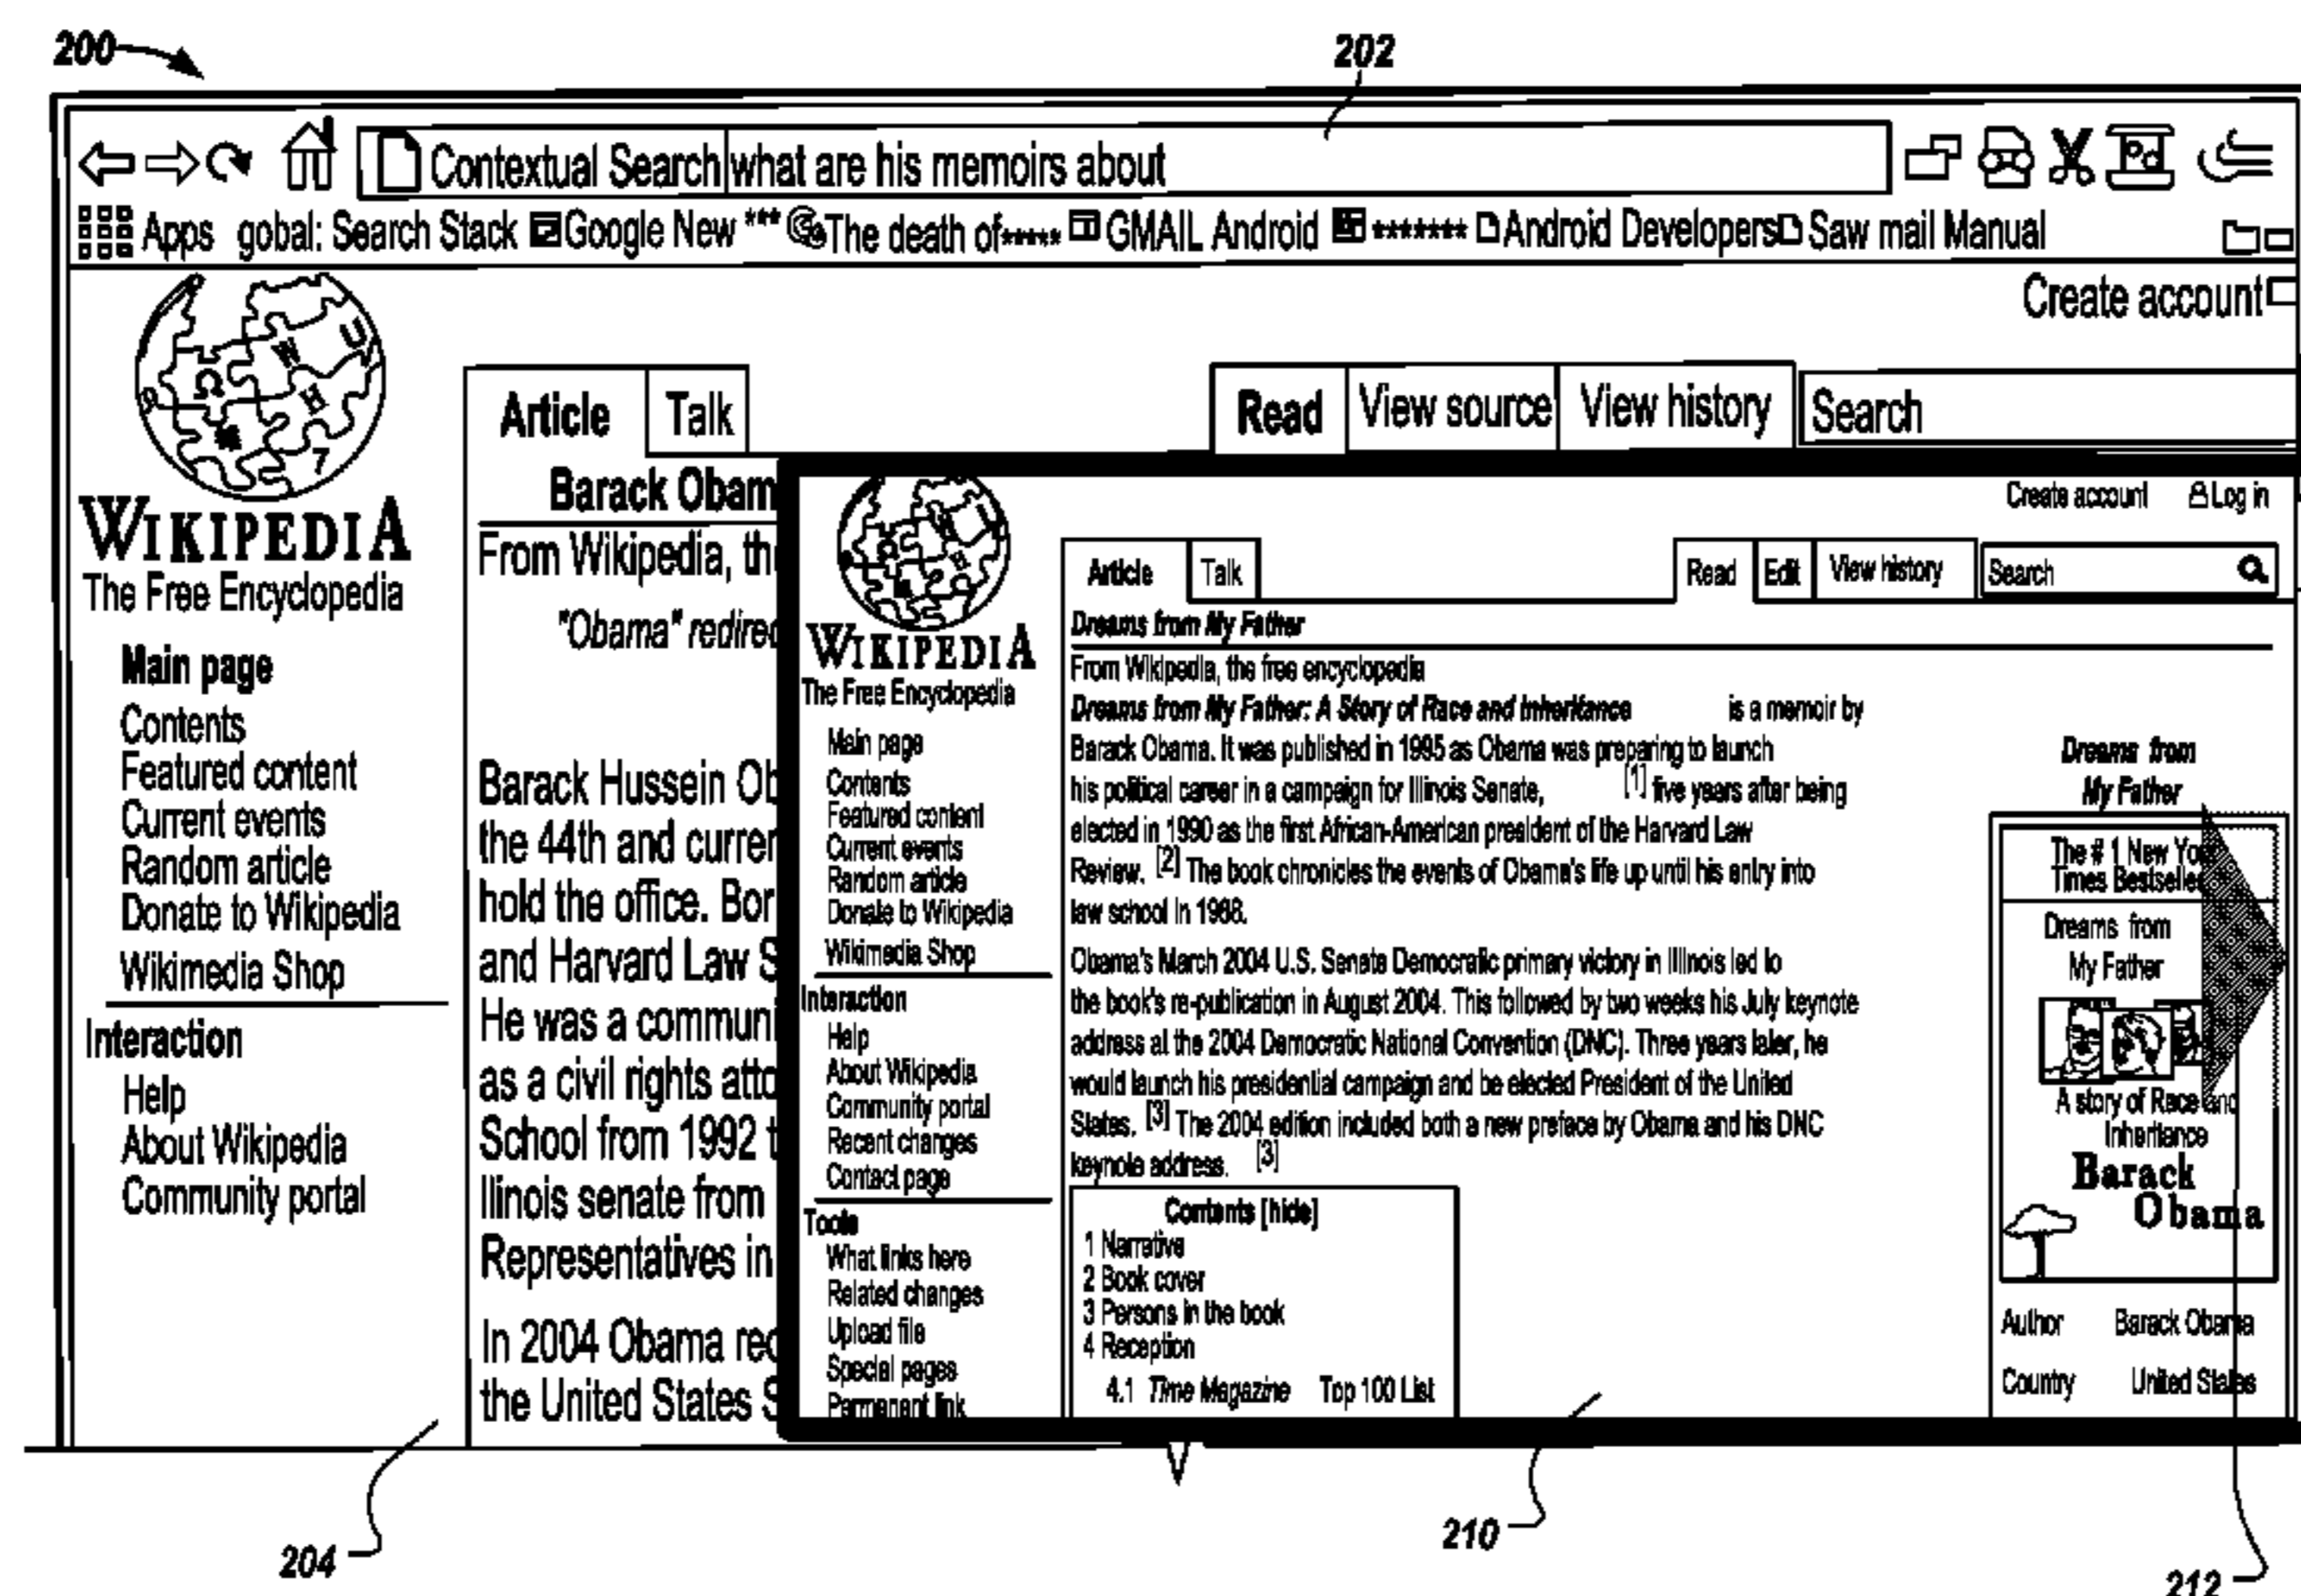 200
202
Contextual Search what are his memoirs about
Apps gobal: Search Stack Google New *** The death of***** GMAIL Android ******* Android Developers Saw mail Manual
Create account
Article Talk Read View source View history Search
WIKIPEDIA
The Free Encyclopedia
Main page
Contents
Featured content
Current events
Random article
Donate to Wikipedia
Wikimedia Shop
Interaction
Help
About Wikipedia
Community portal
Barack Obam
From Wikipedia, th
"Obama" redirec
Barack Hussein Ob
the 44th and curren
hold the office. Bor
and Harvard Law S
He was a communi
as a civil rights atto
School from 1992 t
llinois senate from
Representatives in
In 2004 Obama rec
the United States S
Create account Log in
Article Talk Read Edit View history Search
WIKIPEDIA
The Free Encyclopedia
Main page
Contents
Featured content
Current events
Random article
Donate to Wikipedia
Wikimedia Shop
Interaction
Help
About Wikipedia
Community portal
Recent changes
Contact page
Tools
What links here
Related changes
Upload file
Special pages
Permanent link
Dreams from My Father
From Wikipedia, the free encyclopedia
Dreams from My Father: A Story of Race and Inheritance is a memoir by
Barack Obama. It was published in 1995 as Obama was preparing to launch
his political career in a campaign for Illinois Senate, [1] five years after being
elected in 1990 as the first African-American president of the Harvard Law
Review. [2] The book chronicles the events of Obama's life up until his entry into
law school in 1988.
Obama's March 2004 U.S. Senate Democratic primary victory in Illinois led to
the book's re-publication in August 2004. This followed by two weeks his July keynote
address at the 2004 Democratic National Convention (DNC). Three years later, he
would launch his presidential campaign and be elected President of the United
States. [3] The 2004 edition included both a new preface by Obama and his DNC
keynote address. [3]
Contents [hide]
1 Narrative
2 Book cover
3 Persons in the book
4 Reception
4.1 Time Magazine Top 100 List
Dreams from
My Father
The # 1 New Yor
Times Bestseller
Dreams from
My Father
A story of Race and
Inheritance
Barack
Obama
Author Barack Obama
Country United States
204
210
212